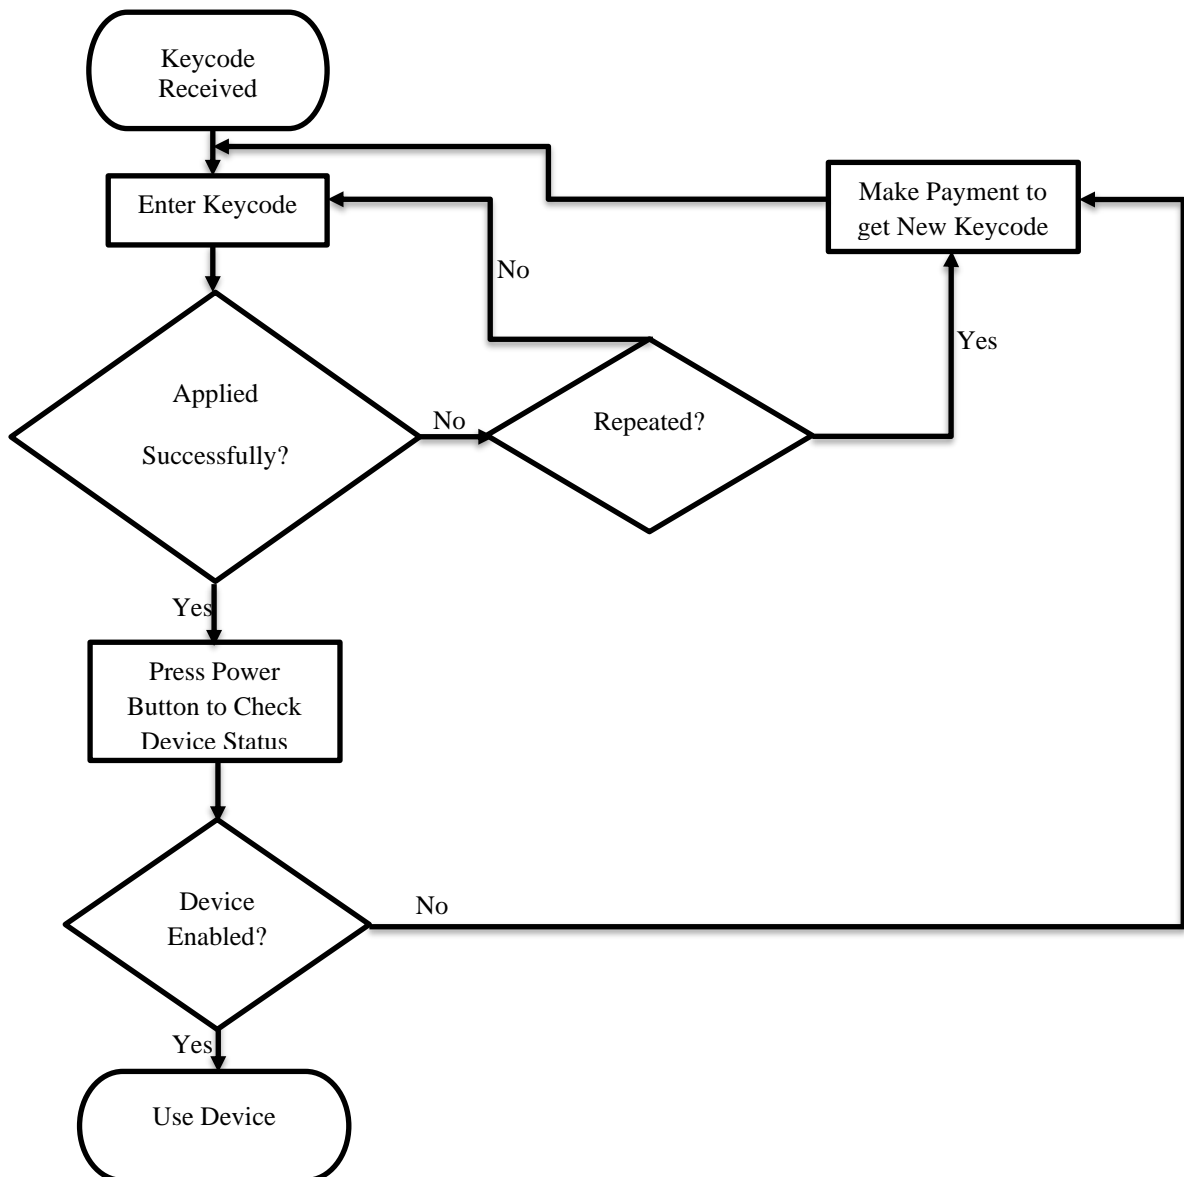 Keycode
Received
Enter Keycode
Make Payment to
get New Keycode
No
Yes
Applied
Successfully?
No
Repeated?
Yes
Press Power
Button to Check
Device Status
Device
Enabled?
No
Yes
Use Device